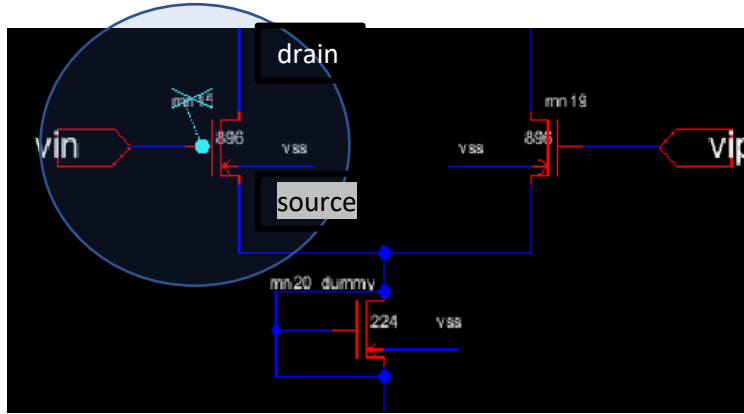 drain
mn15
mn19
vin
896
vss
vss
896
vip
source
mn20_dummy
224
vss